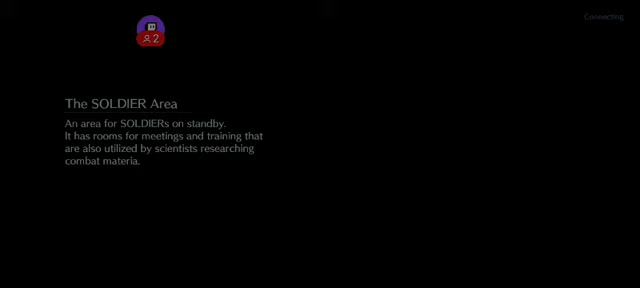 Connecting
2
The SOLDIER Area
An area for SOLDIERs on standby.
It has rooms for meetings and training that
are also utilized by scientists researching
combat materia.